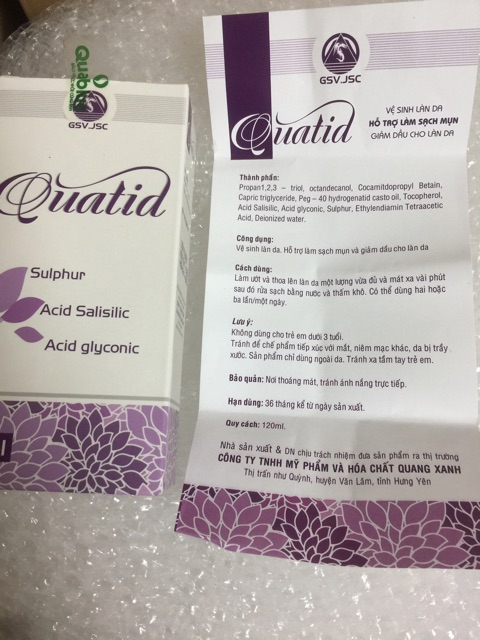 GSV.JSC
Quatid
Sulphur
Acid Salisilic
Acid glyconic
GSV.JSC
Quatid
VỆ SINH LÀN DA
HỖ TRỢ LÀM SẠCH MỤN
GIẢM DẦU CHO LÀN DA
Thành phần:
Propan1,2,3 – triol, octandecanol, Cocamitdopropyl Betain,
Capric triglyceride, Peg – 40 hydrogenatid casto oil, Tocopherol,
Acid Salisilic, Acid glyconic, Sulphur, Ethylendiamin Tetraacetic
Acid, Deionized water.
Công dụng:
Vệ sinh làn da. Hỗ trợ làm sạch mụn và giảm dầu cho làn da
Cách dùng:
Làm ướt và thoa lên làn da một lượng vừa đủ và mát xa vài phút
sau đó rửa sạch bằng nước và thấm khô. Có thể dùng hai hoặc
ba lần/một ngày.
Lưu ý:
Không dùng cho trẻ em dưới 3 tuổi.
Tránh để chế phẩm tiếp xúc với mắt, niêm mạc khác, da bị trầy
xước. Sản phẩm chỉ dùng ngoài da. Tránh xa tầm tay trẻ em.
Bảo quản: Nơi thoáng mát, tránh ánh nắng trực tiếp.
Hạn dùng: 36 tháng kể từ ngày sản xuất.
Quy cách: 120ml.
Nhà sản xuất & DN chịu trách nhiệm đưa sản phẩm ra thị trường
CÔNG TY TNHH MỸ PHẨM VÀ HÓA CHẤT QUANG XANH
Thị trấn như Quỳnh, huyện Văn Lâm, tỉnh Hưng Yên